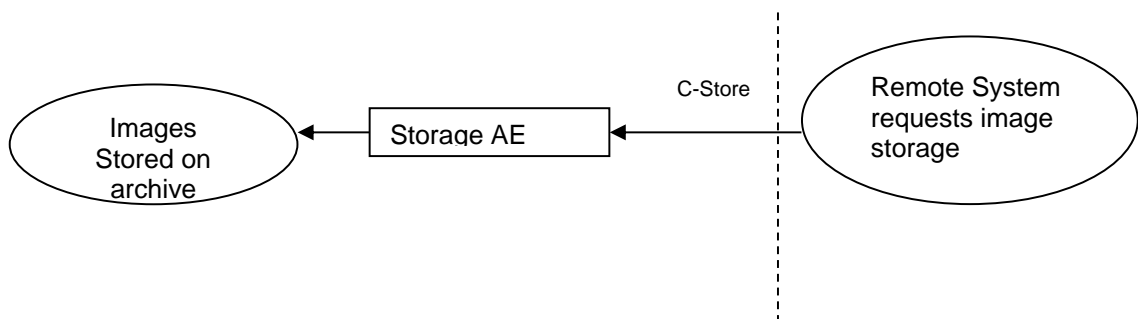 Images
Stored on
archive
Storage AE
C-Store
Remote System
requests image
storage